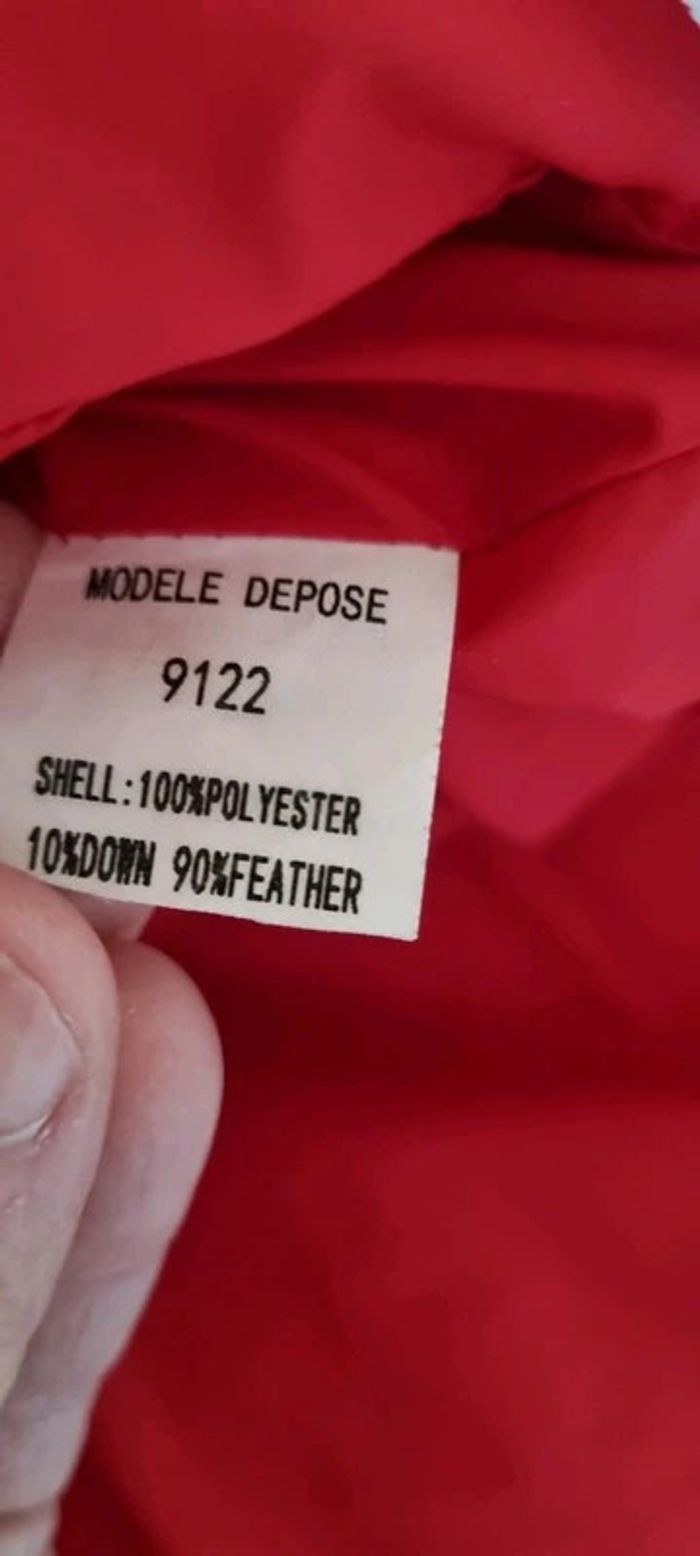 MODELE DEPOSE
9122
SHELL:100%POLYESTER
10%DOWN 90%FEATHER